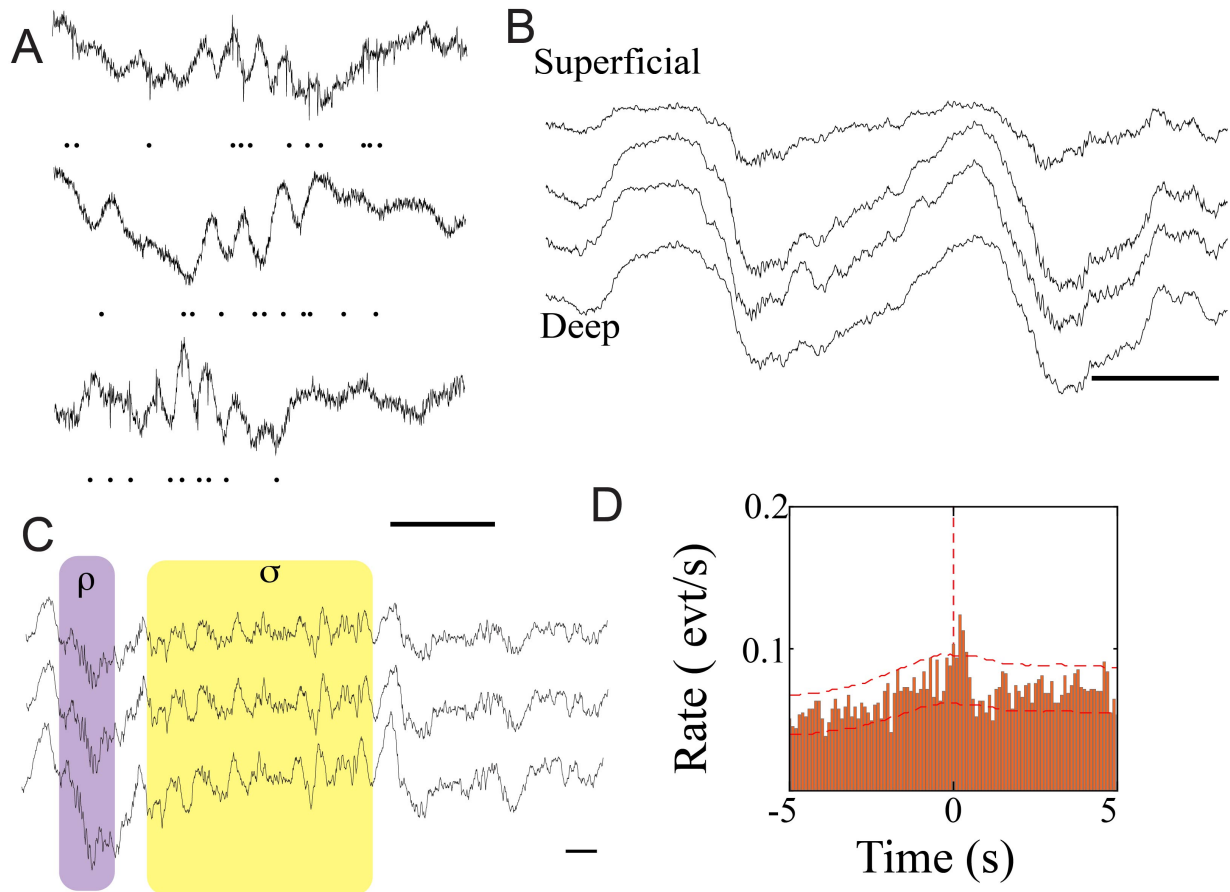 A
B
Superficial
Deep
C
ρ
σ
D
0.2
0.1
Rate ( evt/s)
-5
0
5
Time (s)